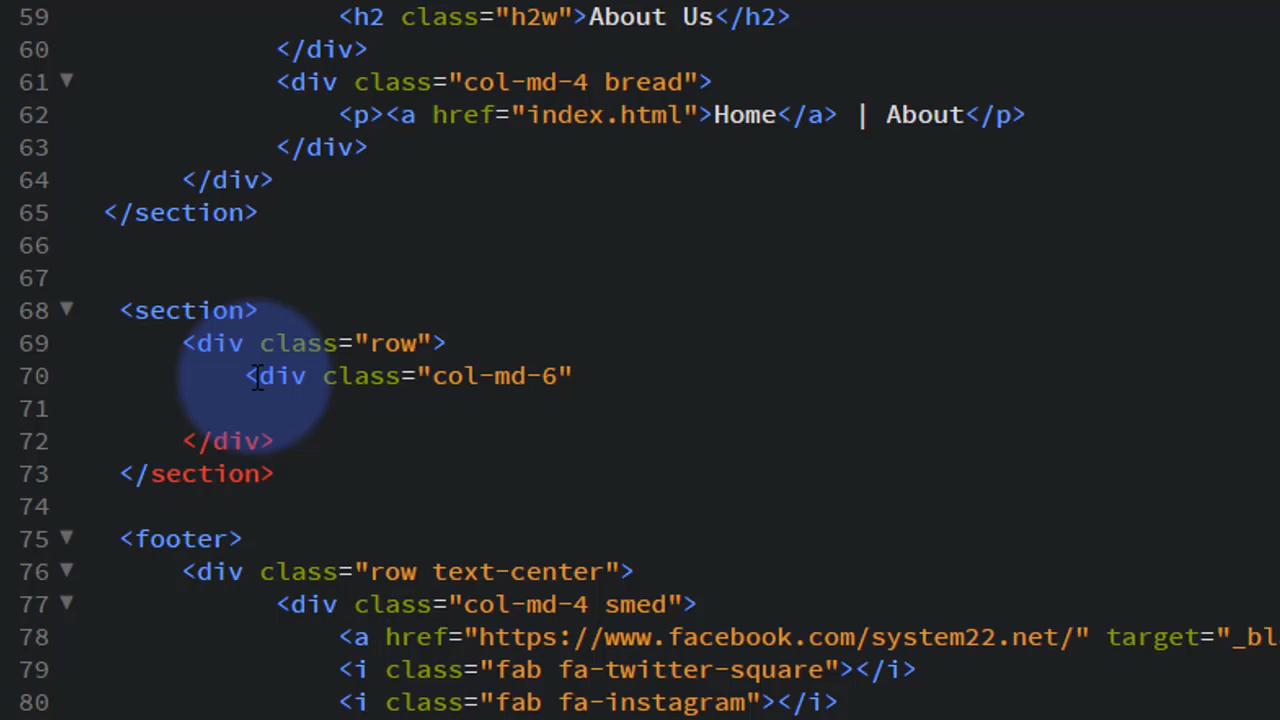 59 <h2 class="h2w">About Us</h2>
60 </div>
61 <div class="col-md-4 bread">
62 <p><a href="index.html">Home</a> | About</p>
63 </div>
64 </div>
65 </section>
66
67
68 <section>
69 <div class="row">
70 <div class="col-md-6"
71
72 </div>
73 </section>
74
75 <footer>
76 <div class="row text-center">
77 <div class="col-md-4 smed">
78 <a href="https://www.facebook.com/system22.net/" target="_bl
79 <i class="fab fa-twitter-square"></i>
80 <i class="fab fa-instagram"></i>